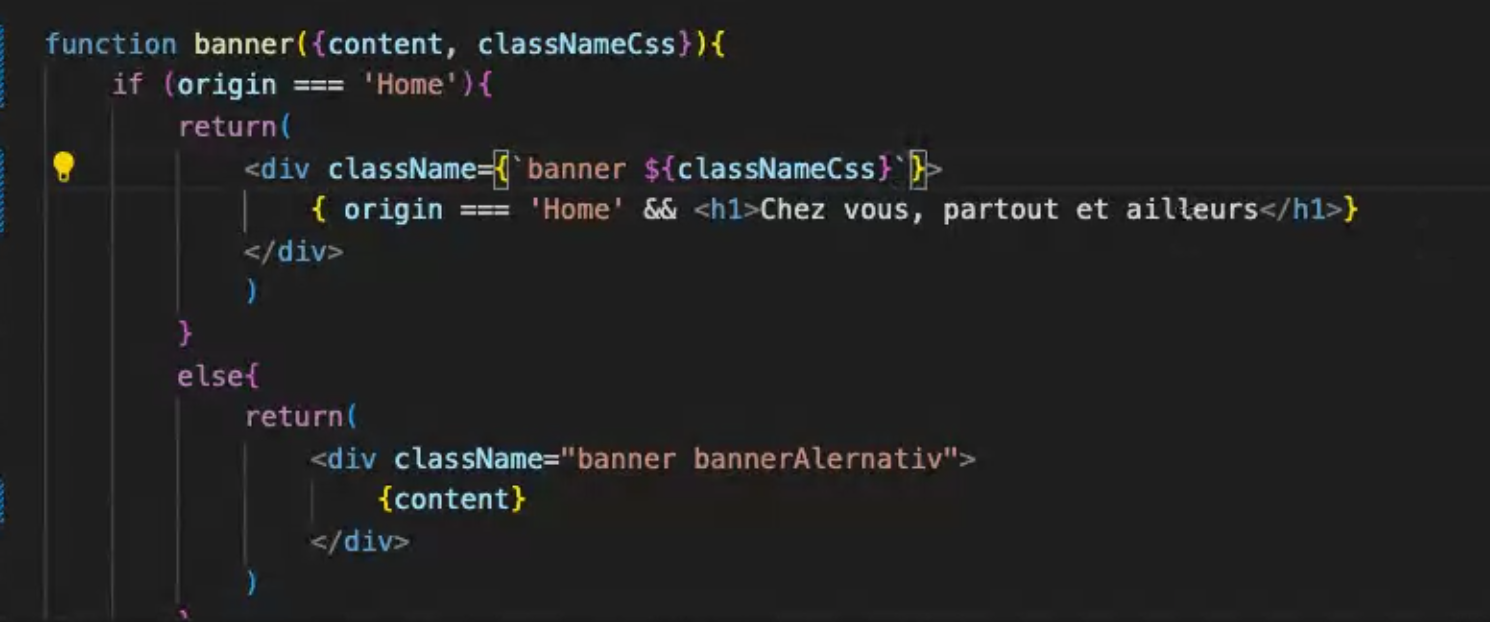 function banner({content, classNameCss}){
if (origin === 'Home'){
return(
<div className={`banner ${classNameCss}`}>
{ origin === 'Home' && <h1>Chez vous, partout et ailleurs</h1>}
</div>
)
}
else{
return(
<div className="banner bannerAlernativ">
{content}
</div>
)
}